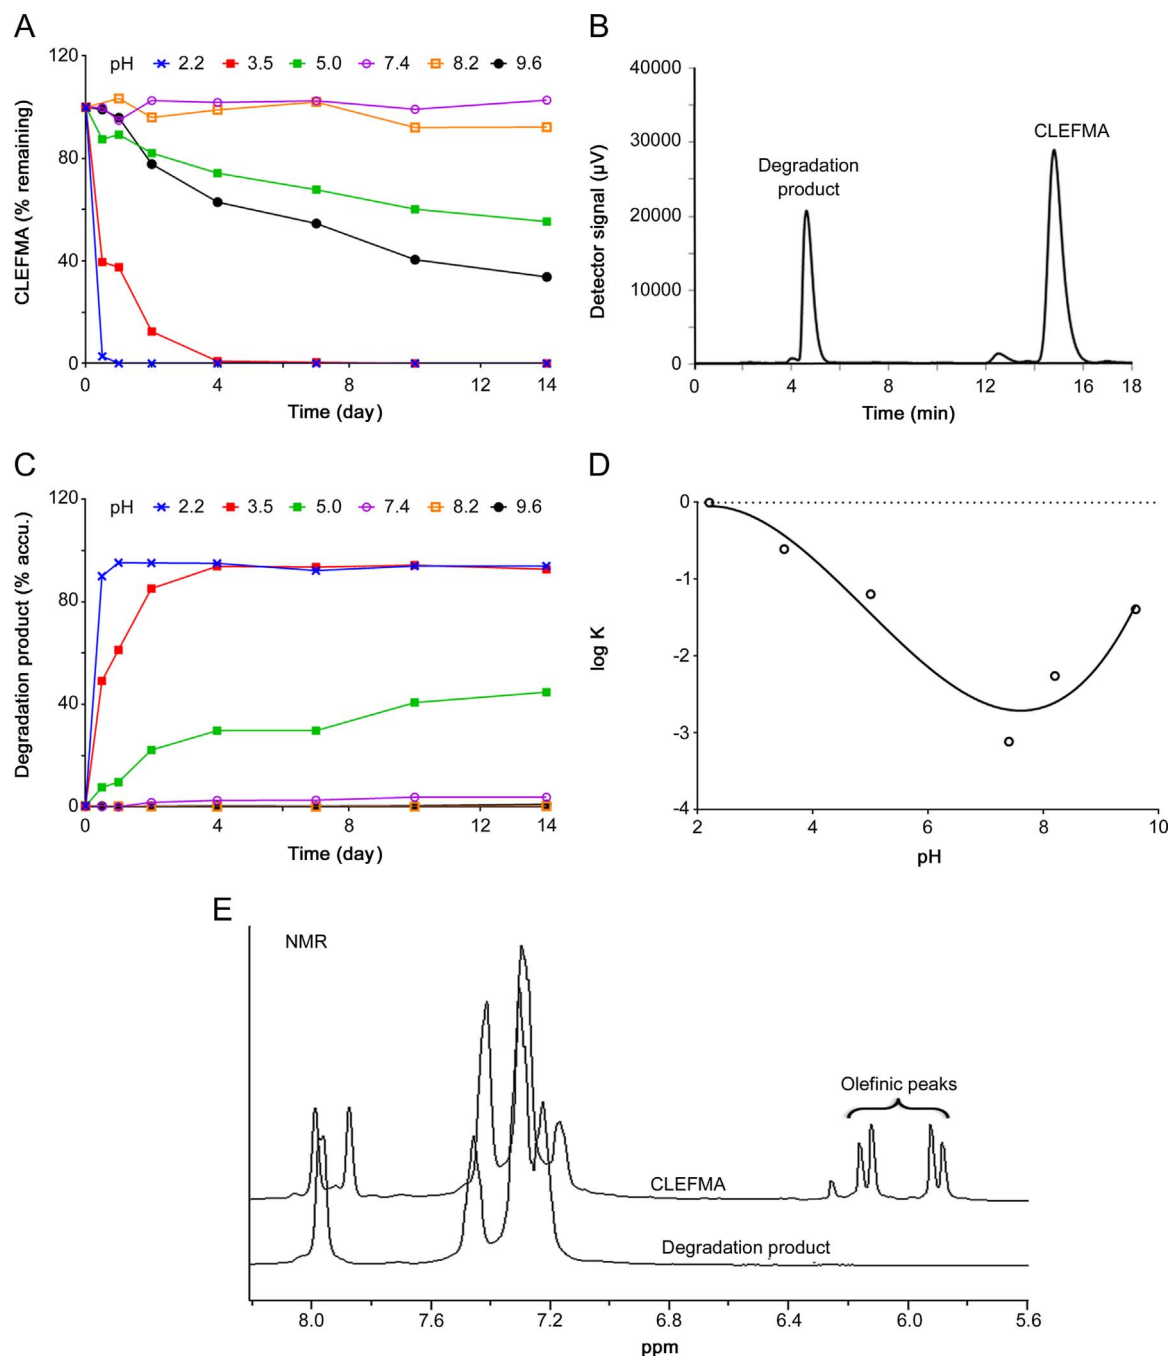 A
pH 2.2 3.5 5.0 7.4 8.2 9.6
120
80
40
0
CLEFMA (% remaining)
0 4 8 12 14
Time (day)
B
40000
30000
20000
10000
0
Detector signal (µV)
Degradation
product
CLEFMA
0 4 8 12 16 18
Time (min)
C
pH 2.2 3.5 5.0 7.4 8.2 9.6
120
80
40
0
Degradation product (% accu.)
0 4 8 12 14
Time (day)
D
0
-1
-2
-3
-4
log K
2 4 6 8 10
pH
E
NMR
Olefinic peaks
CLEFMA
Degradation product
8.0 7.6 7.2 6.8 6.4 6.0 5.6
ppm